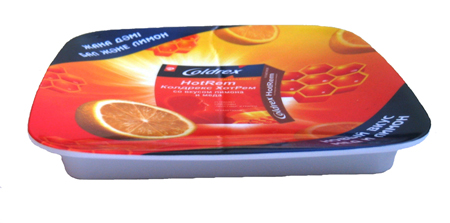 ЖАҢА ДӘМІ
БАЛ ЖӘНЕ ЛИМОН
Coldrex
HotRem
Колдрекс ХотРем
со вкусом лимона
и меда
Coldrex HotRem
НОВЫЙ ВКУС
МЕД И ЛИМОН